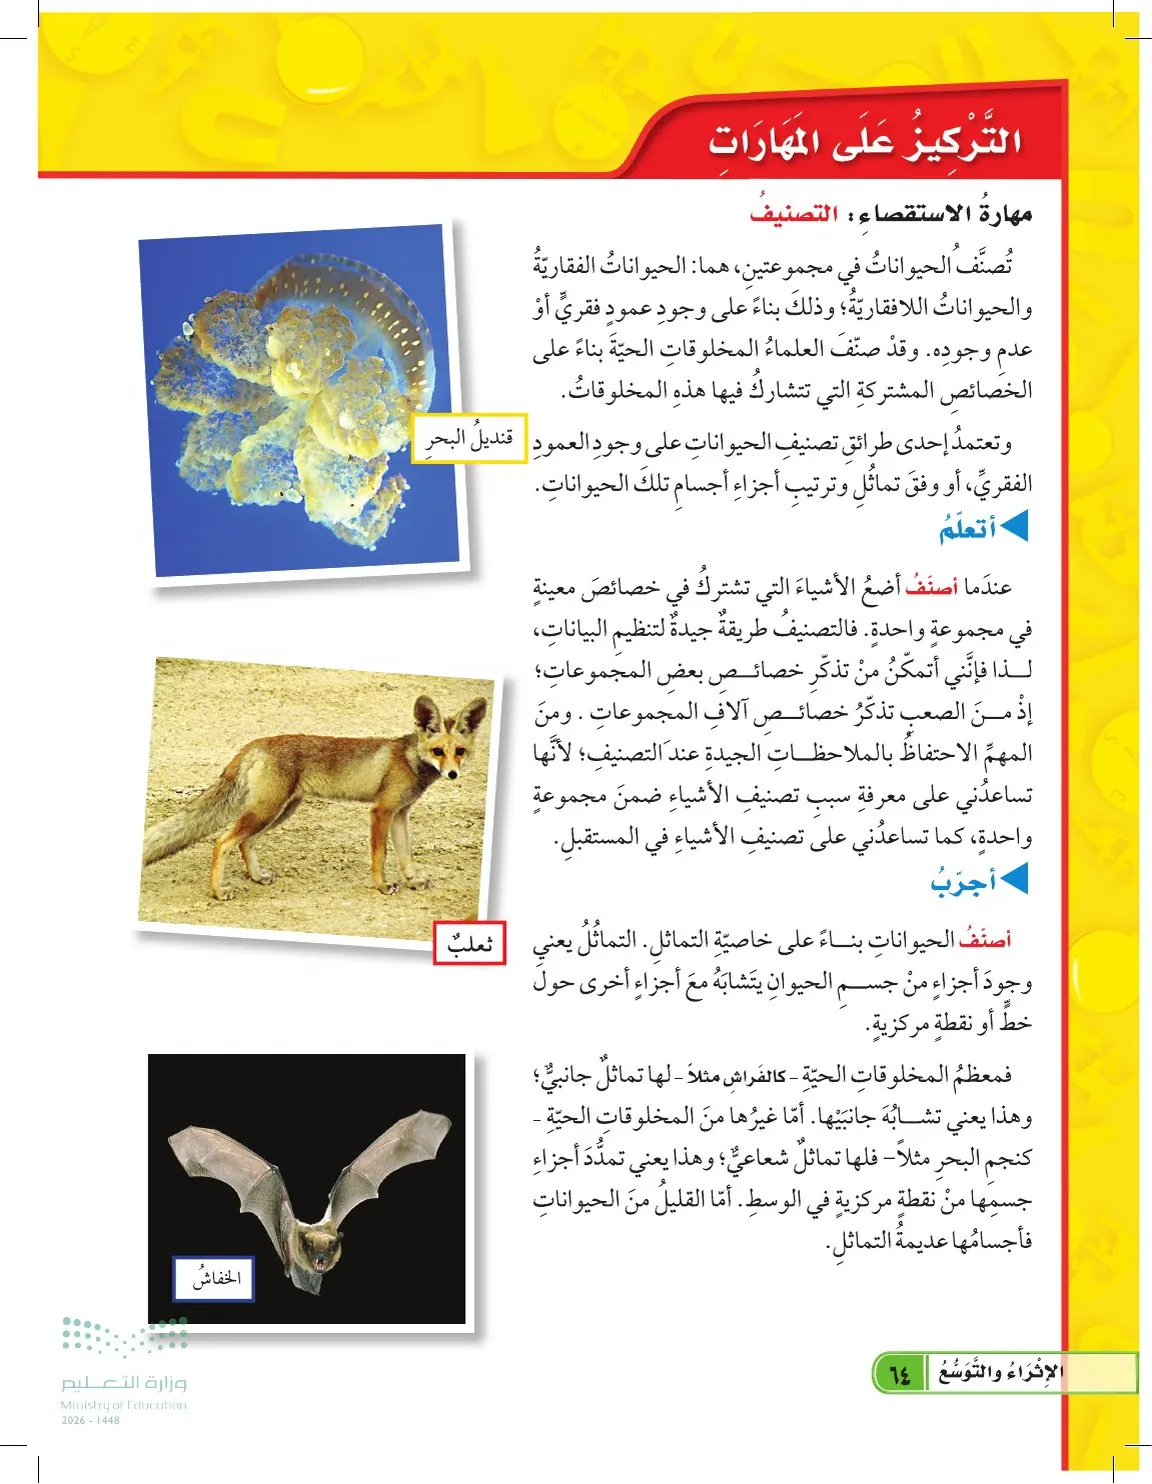 التَّرْكِيزُ عَلَى المَهَارَاتِ
مهارةُ الاستقصاءِ: التصنيفُ
تُصنَّفُ الحيواناتُ في مجموعتينِ، هما: الحيواناتُ الفقاريّةُ
والحيواناتُ اللافقاريّةُ؛ وذلكَ بناءً على وجودِ عمودٍ فقريٍّ أوْ
عدمِ وجودِه. وقدْ صنّفَ العلماءُ المخلوقاتِ الحيّةَ بناءً على
الخصائصِ المشتركةِ التي تتشاركُ فيها هذهِ المخلوقاتُ.
وتعتمدُ إحدى طرائقِ تصنيفِ الحيواناتِ على وجودِ العمودِ
الفقريِّ، أو وفقَ تماثُلِ وترتيبِ أجزاءِ أجسامِ تلكَ الحيواناتِ.
قنديلُ البحرِ
أتعلّمُ
عندَما أصنّفُ أضعُ الأشياءَ التي تشتركُ في خصائصَ معينةٍ
في مجموعةٍ واحدةٍ. فالتصنيفُ طريقةٌ جيدةٌ لتنظيمِ البياناتِ،
لذا فإنَّني أتمكّنُ منْ تذكّرِ خصائصِ بعضِ المجموعاتِ؛
إذْ منَ الصعبِ تذكّرُ خصائصِ آلافِ المجموعاتِ . ومنَ
المهمِّ الاحتفاظُ بالملاحظاتِ الجيدةِ عندَ التصنيفِ؛ لأنَّها
تساعدُني على معرفةِ سببِ تصنيفِ الأشياءِ ضمنَ مجموعةٍ
واحدةٍ، كما تساعدُني على تصنيفِ الأشياءِ في المستقبلِ.
أجرّبُ
أصنّفُ الحيواناتِ بناءً على خاصيّةِ التماثلِ. التماثُلُ يعني
وجودَ أجزاءٍ منْ جسمِ الحيوانِ يتَشابَهُ معَ أجزاءٍ أخرى حولَ
خطٍّ أو نقطةٍ مركزيةٍ.
ثعلبٌ
فمعظمُ المخلوقاتِ الحيّةِ - كالفَراشِ مثلاً - لها تماثلٌ جانبيٌّ؛
وهذا يعني تشابُهَ جانبَيْها. أمّا غيرُها منَ المخلوقاتِ الحيّةِ -
كنجمِ البحرِ مثلاً- فلها تماثلٌ شعاعيٌّ؛ وهذا يعني تمدُّدَ أجزاءِ
جسمِها منْ نقطةٍ مركزيةٍ في الوسطِ. أمّا القليلُ منَ الحيواناتِ
فأجسامُها عديمةُ التماثلِ.
الخفاشُ
الإِثْرَاءُ والتَّوَسُّعُ ٦٤
وزارة التعليم
Ministry of Education
2026 - 1448